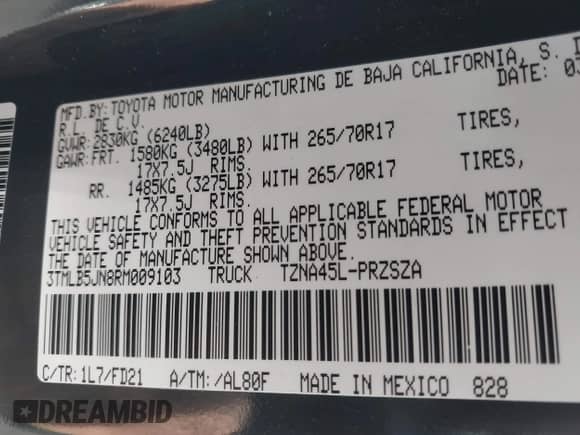 MFD.BY: TOYOTA MOTOR MANUFACTURING DE BAJA CALIFORNIA, S.
R.L. DE C.V. DATE: 03
GVWR: 2830KG (6240LB)
GAWR: FRT. 1580KG (3480LB) WITH 265/70R17 TIRES,
17X7.5J RIMS.
RR. 1485KG (3275LB) WITH 265/70R17 TIRES,
17X7.5J RIMS.
THIS VEHICLE CONFORMS TO ALL APPLICABLE FEDERAL MOTOR
VEHICLE SAFETY AND THEFT PREVENTION STANDARDS IN EFFECT
THE DATE OF MANUFACTURE SHOWN ABOVE.
3TMLB5JN8RM009103 TRUCK TZNA45L-PRZSZA
C/TR: 1L7/FD21 A/TM: /AL80F MADE IN MEXICO 828
DREAMBID